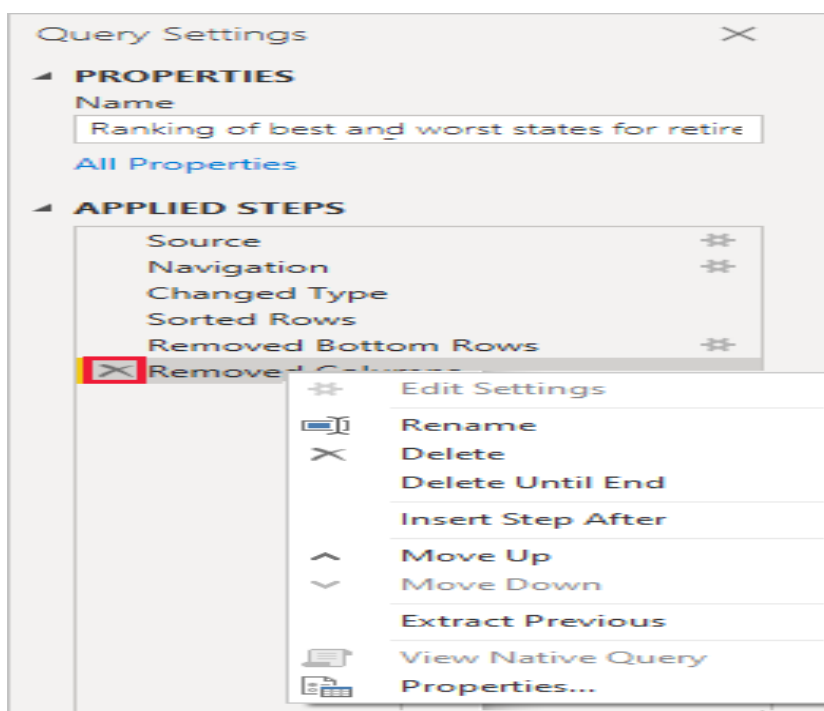 Query Settings
PROPERTIES
Name
Ranking of best and worst states for retire
All Properties
APPLIED STEPS
Source
Navigation
Changed Type
Sorted Rows
Removed Bottom Rows
Removed Columns
Edit Settings
Rename
Delete
Delete Until End
Insert Step After
Move Up
Move Down
Extract Previous
View Native Query
Properties...